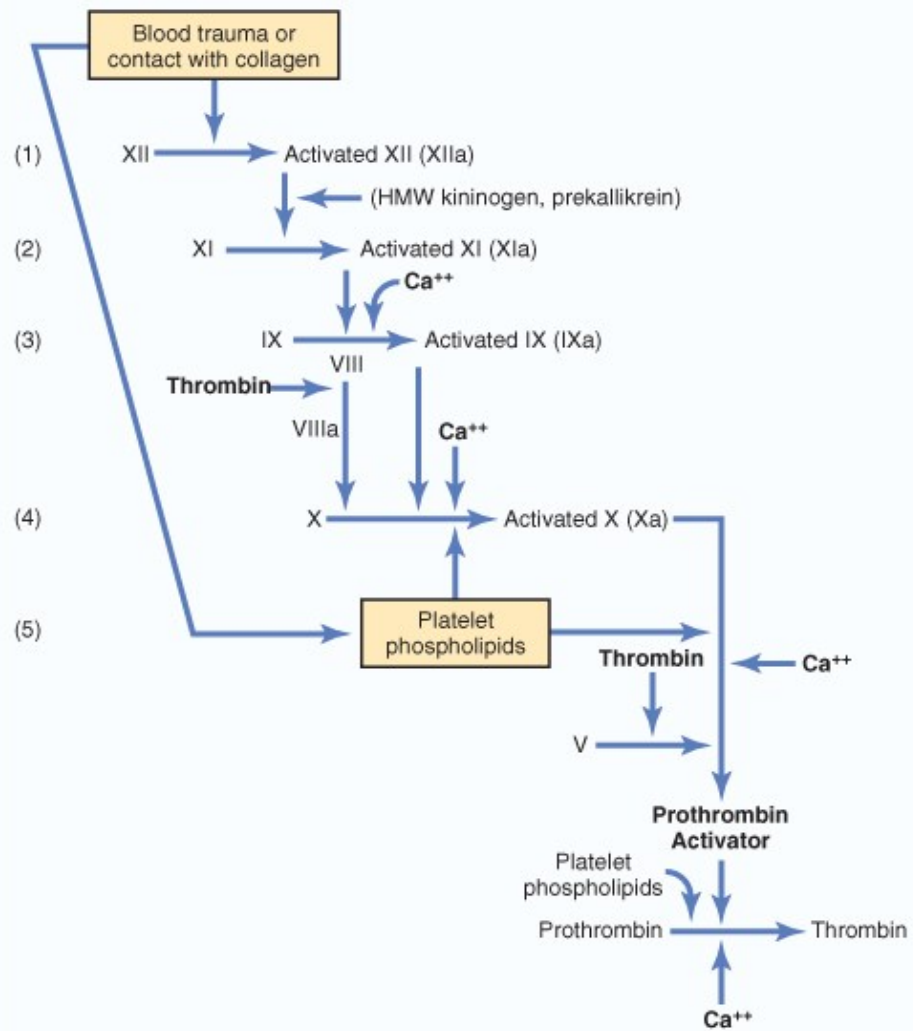 Blood trauma or
contact with collagen
(1) XII Activated XII (XIIa)
(HMW kininogen, prekallikrein)
(2) XI Activated XI (XIa)
Ca++
(3) IX Activated IX (IXa)
VIII
Thrombin
VIIIa Ca++
(4) X Activated X (Xa)
(5) Platelet
phospholipids
Thrombin Ca++
V
Prothrombin
Activator
Platelet
phospholipids
Prothrombin Thrombin
Ca++